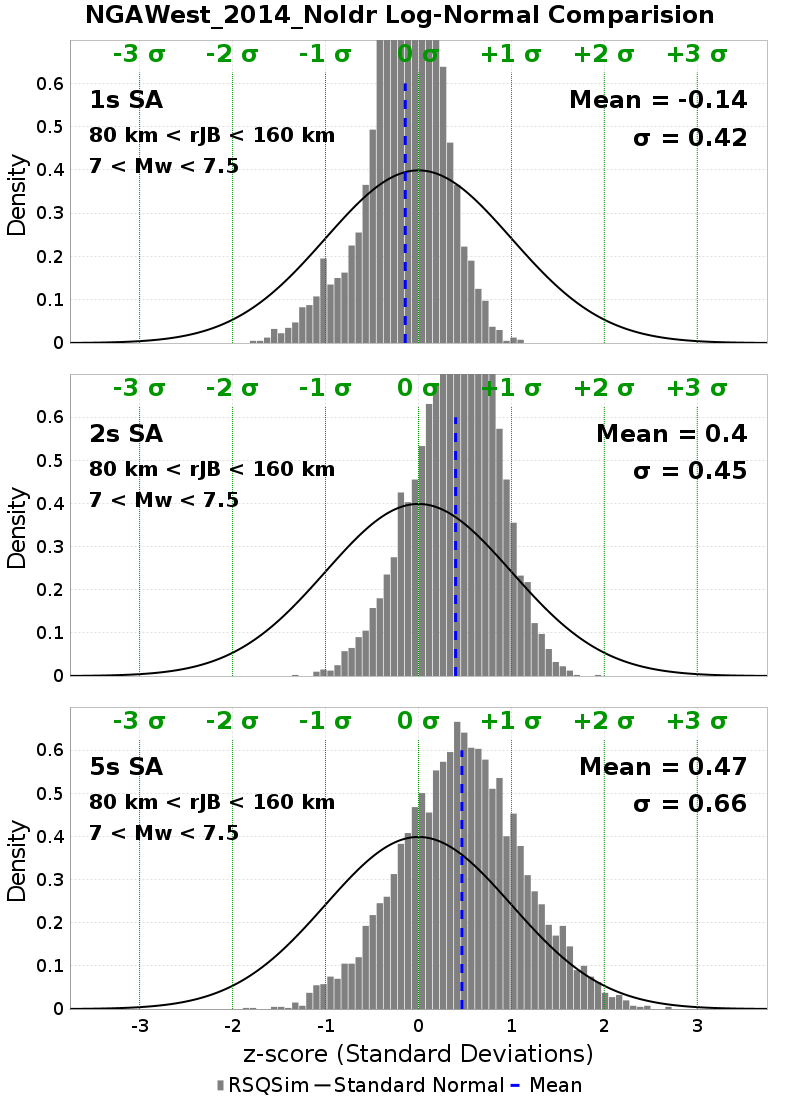 NGAWest_2014_NoIdr Log-Normal Comparision
-3 σ -2 σ -1 σ 0 σ +1 σ +2 σ +3 σ
1s SA
Mean = -0.14
80 km < rJB < 160 km
σ = 0.42
7 < Mw < 7.5
Density
0.6
0.5
0.4
0.3
0.2
0.1
0
-3 σ -2 σ -1 σ 0 σ +1 σ +2 σ +3 σ
2s SA
Mean = 0.4
80 km < rJB < 160 km
σ = 0.45
7 < Mw < 7.5
Density
0.6
0.5
0.4
0.3
0.2
0.1
0
-3 σ -2 σ -1 σ 0 σ +1 σ +2 σ +3 σ
5s SA
Mean = 0.47
80 km < rJB < 160 km
σ = 0.66
7 < Mw < 7.5
Density
0.6
0.5
0.4
0.3
0.2
0.1
0
-3 -2 -1 0 1 2 3
z-score (Standard Deviations)
RSQSim Standard Normal Mean